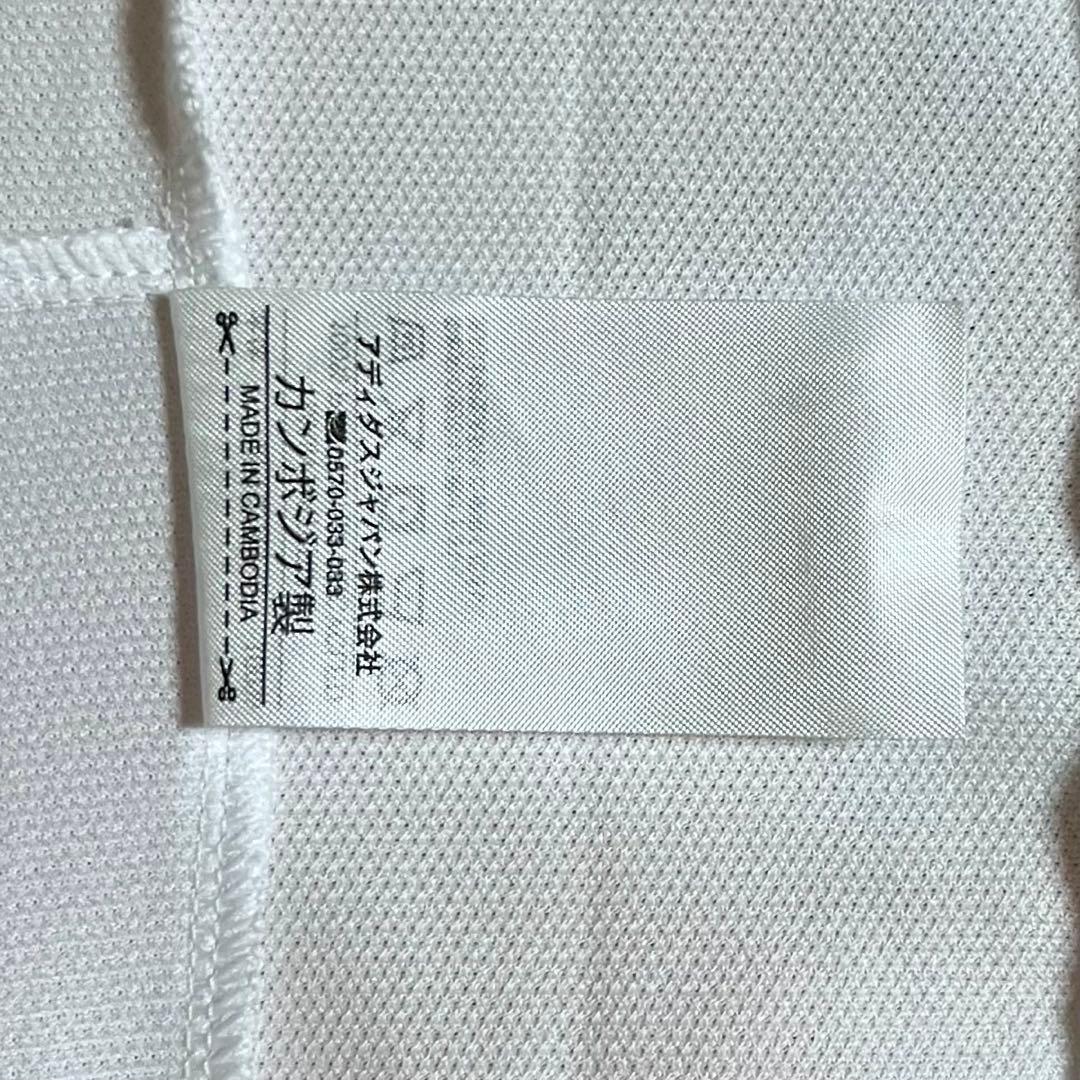 MADE IN CAMBODIA
カンボジア製
☎0570-033-033
アディダスジャパン株式会社